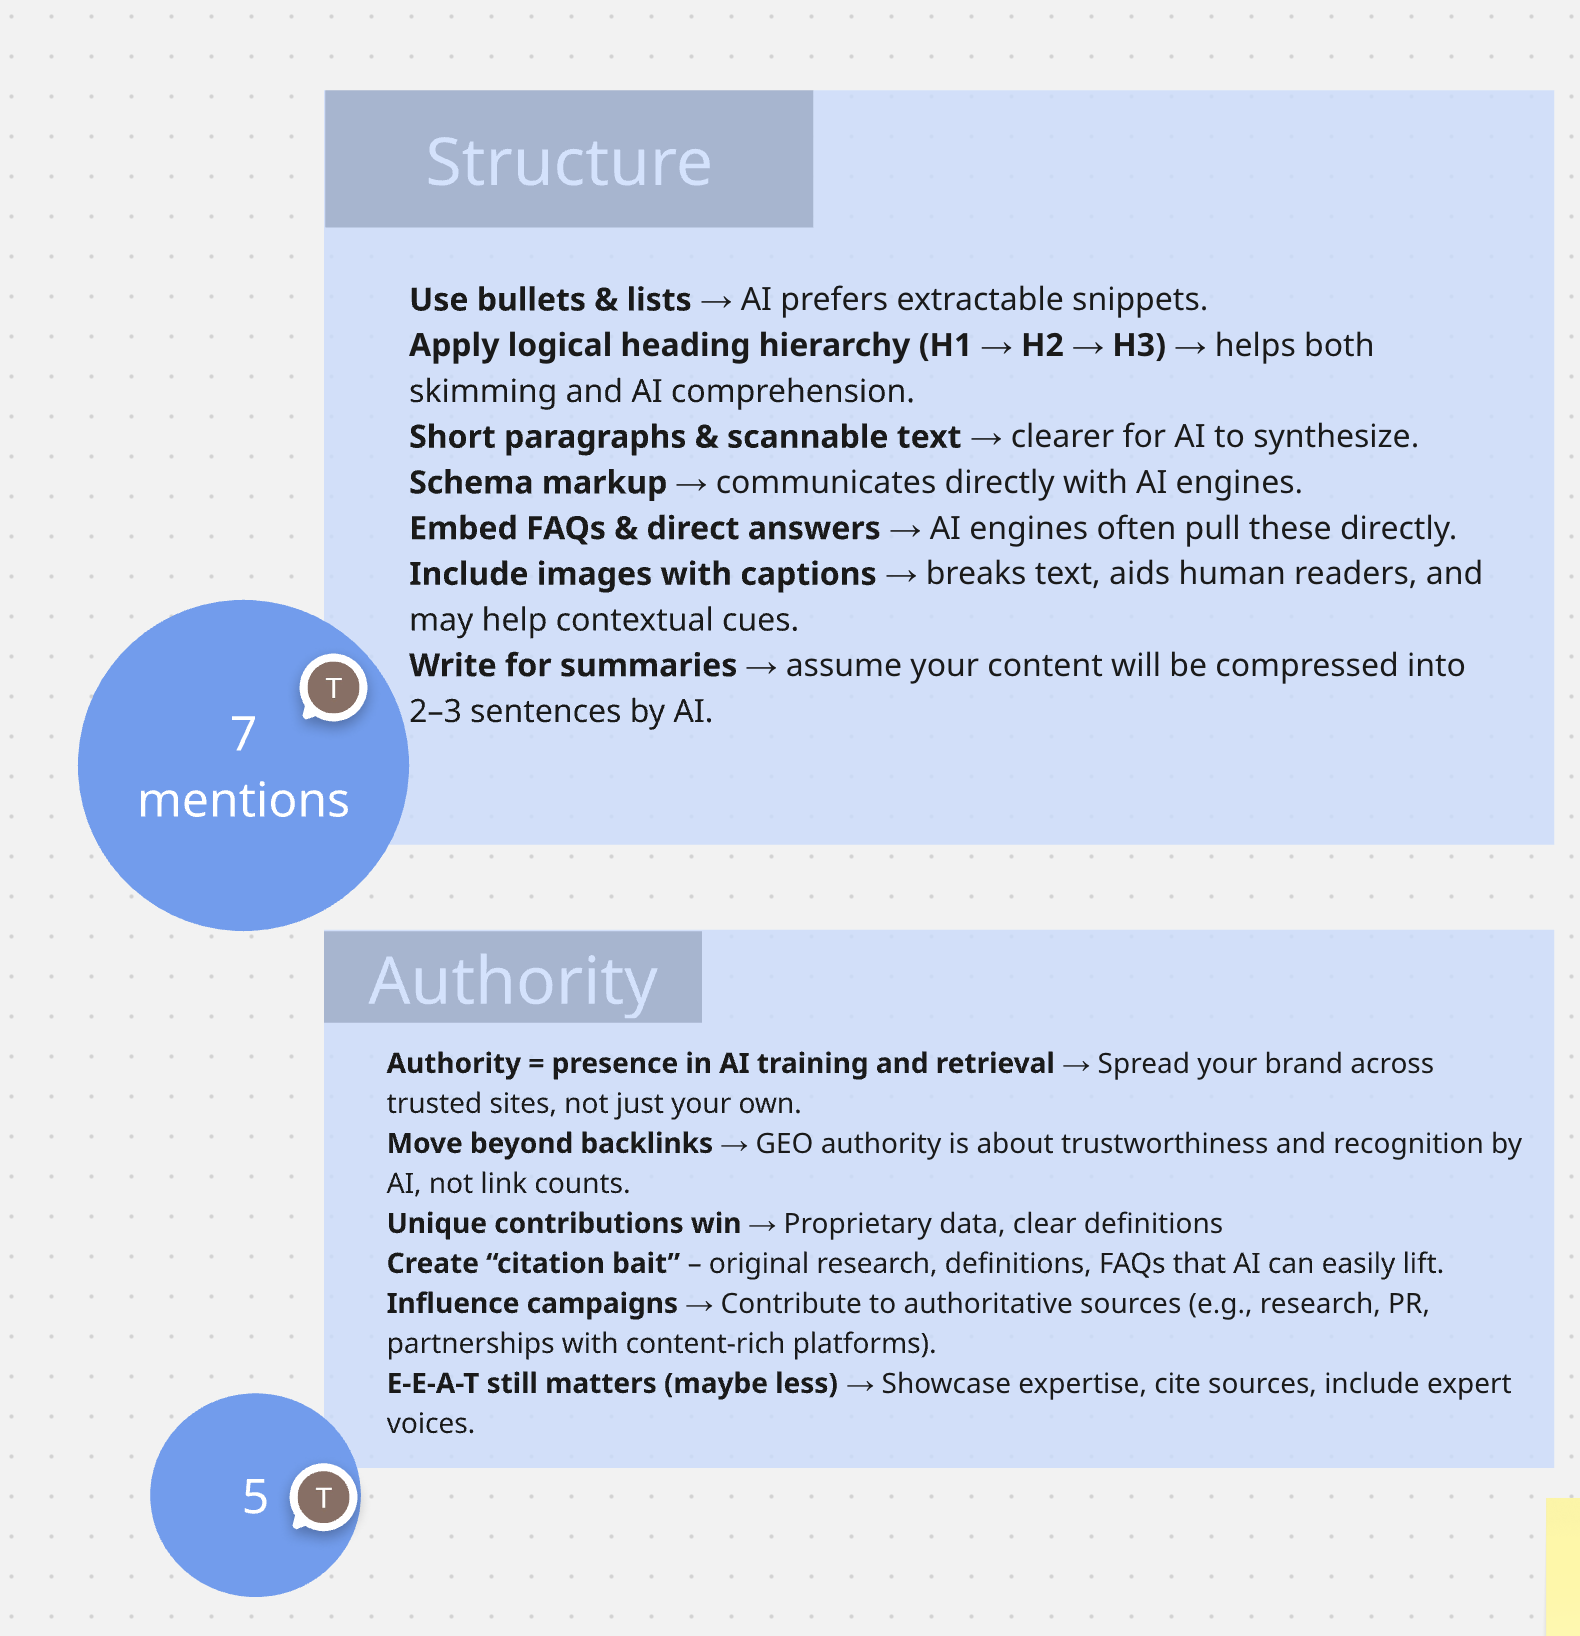 Structure
Use bullets & lists → AI prefers extractable snippets.
Apply logical heading hierarchy (H1 → H2 → H3) → helps both
skimming and AI comprehension.
Short paragraphs & scannable text → clearer for AI to synthesize.
Schema markup → communicates directly with AI engines.
Embed FAQs & direct answers → AI engines often pull these directly.
Include images with captions → breaks text, aids human readers, and
may help contextual cues.
Write for summaries → assume your content will be compressed into
2–3 sentences by AI.
T
7
mentions
Authority
Authority = presence in AI training and retrieval → Spread your brand across
trusted sites, not just your own.
Move beyond backlinks → GEO authority is about trustworthiness and recognition by
AI, not link counts.
Unique contributions win → Proprietary data, clear definitions
Create “citation bait” – original research, definitions, FAQs that AI can easily lift.
Influence campaigns → Contribute to authoritative sources (e.g., research, PR,
partnerships with content-rich platforms).
E-E-A-T still matters (maybe less) → Showcase expertise, cite sources, include expert
voices.
5
T